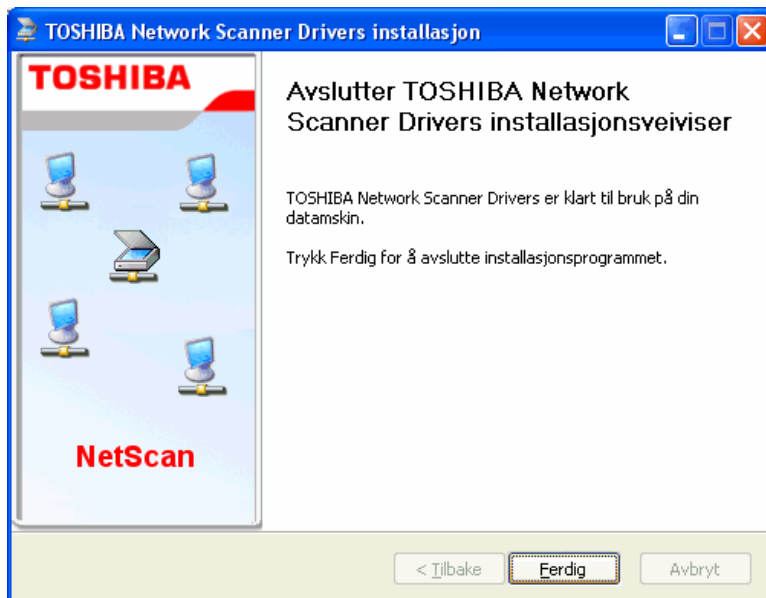 TOSHIBA Network Scanner Drivers installasjon
TOSHIBA
Avslutter TOSHIBA Network
Scanner Drivers installasjonsveiviser
TOSHIBA Network Scanner Drivers er klart til bruk på din
datamskin.
Trykk Ferdig for å avslutte installasjonsprogrammet.
NetScan
< Tilbake
Ferdig
Avbryt